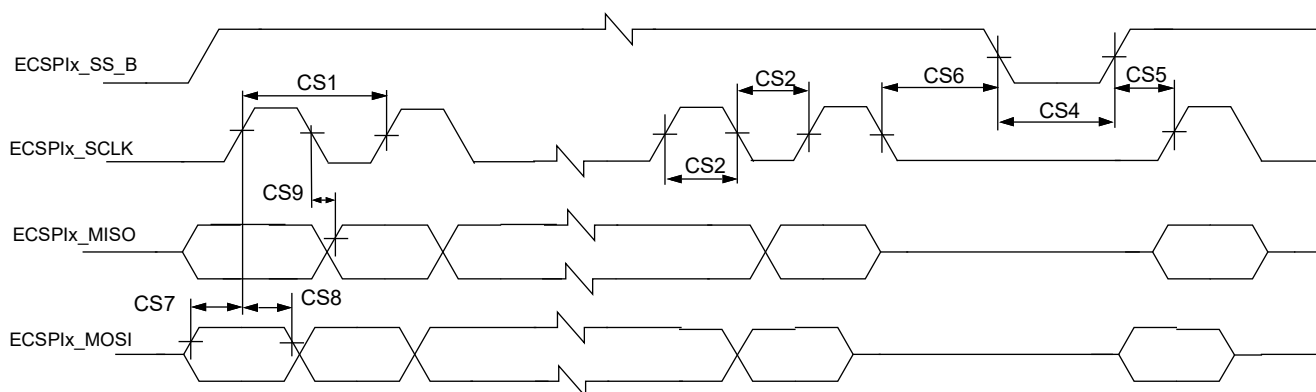 ECSPIx_SS_B
CS1
CS2
CS6
CS5
CS4
ECSPIx_SCLK
CS2
CS9
ECSPIx_MISO
CS7
CS8
ECSPIx_MOSI